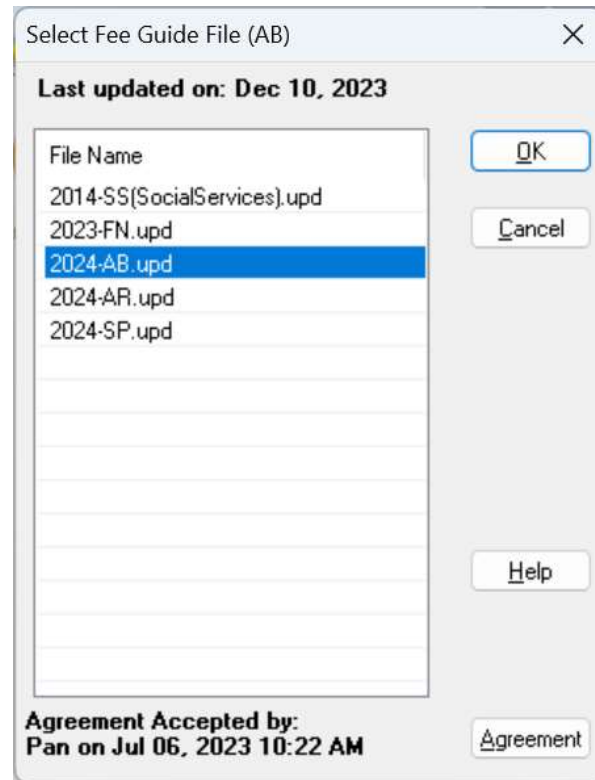 Select Fee Guide File (AB)
Last updated on: Dec 10, 2023
File Name
OK
2014-SS(SocialServices).upd
2023-FN.upd
Cancel
2024-AB.upd
2024-AR.upd
2024-SP.upd
Help
Agreement Accepted by:
Pan on Jul 06, 2023 10:22 AM
Agreement